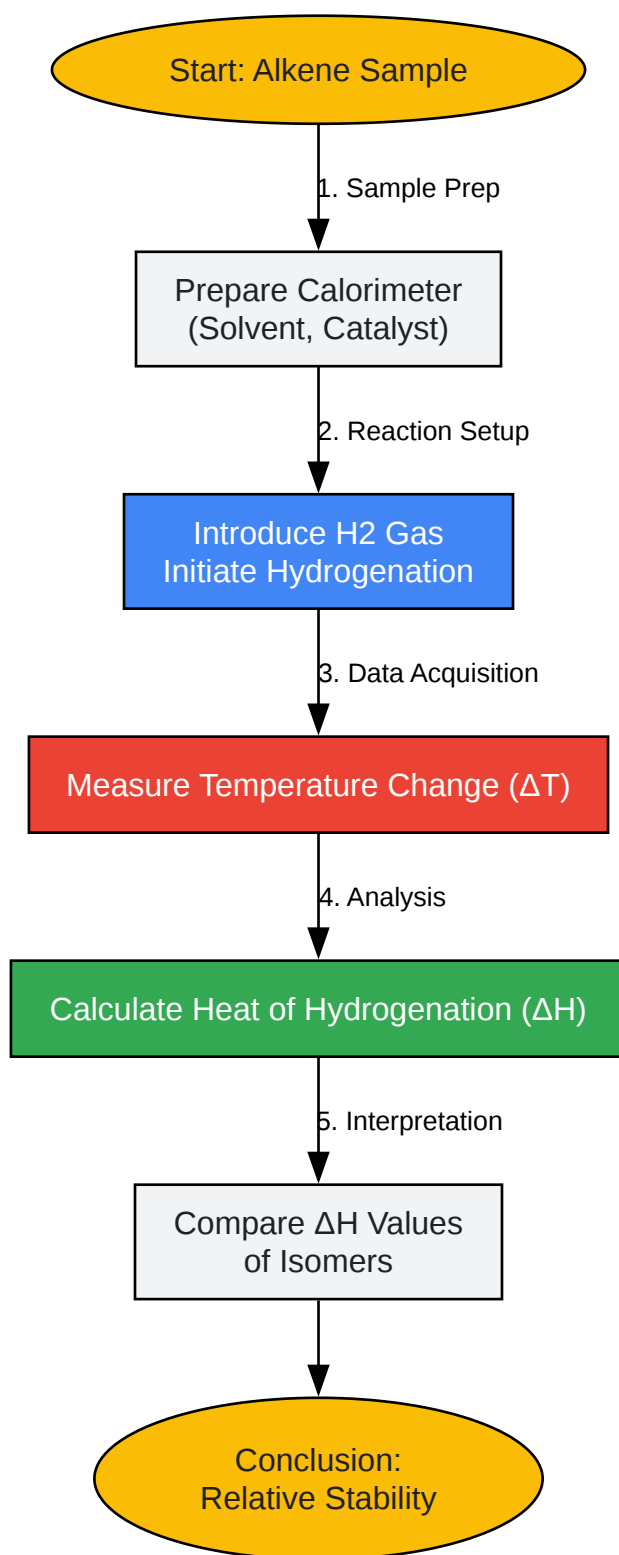 Start: Alkene Sample
1. Sample Prep
Prepare Calorimeter
(Solvent, Catalyst)
2. Reaction Setup
Introduce H2 Gas
Initiate Hydrogenation
3. Data Acquisition
Measure Temperature Change (ΔT)
4. Analysis
Calculate Heat of Hydrogenation (ΔH)
5. Interpretation
Compare ΔH Values
of Isomers
Conclusion:
Relative Stability